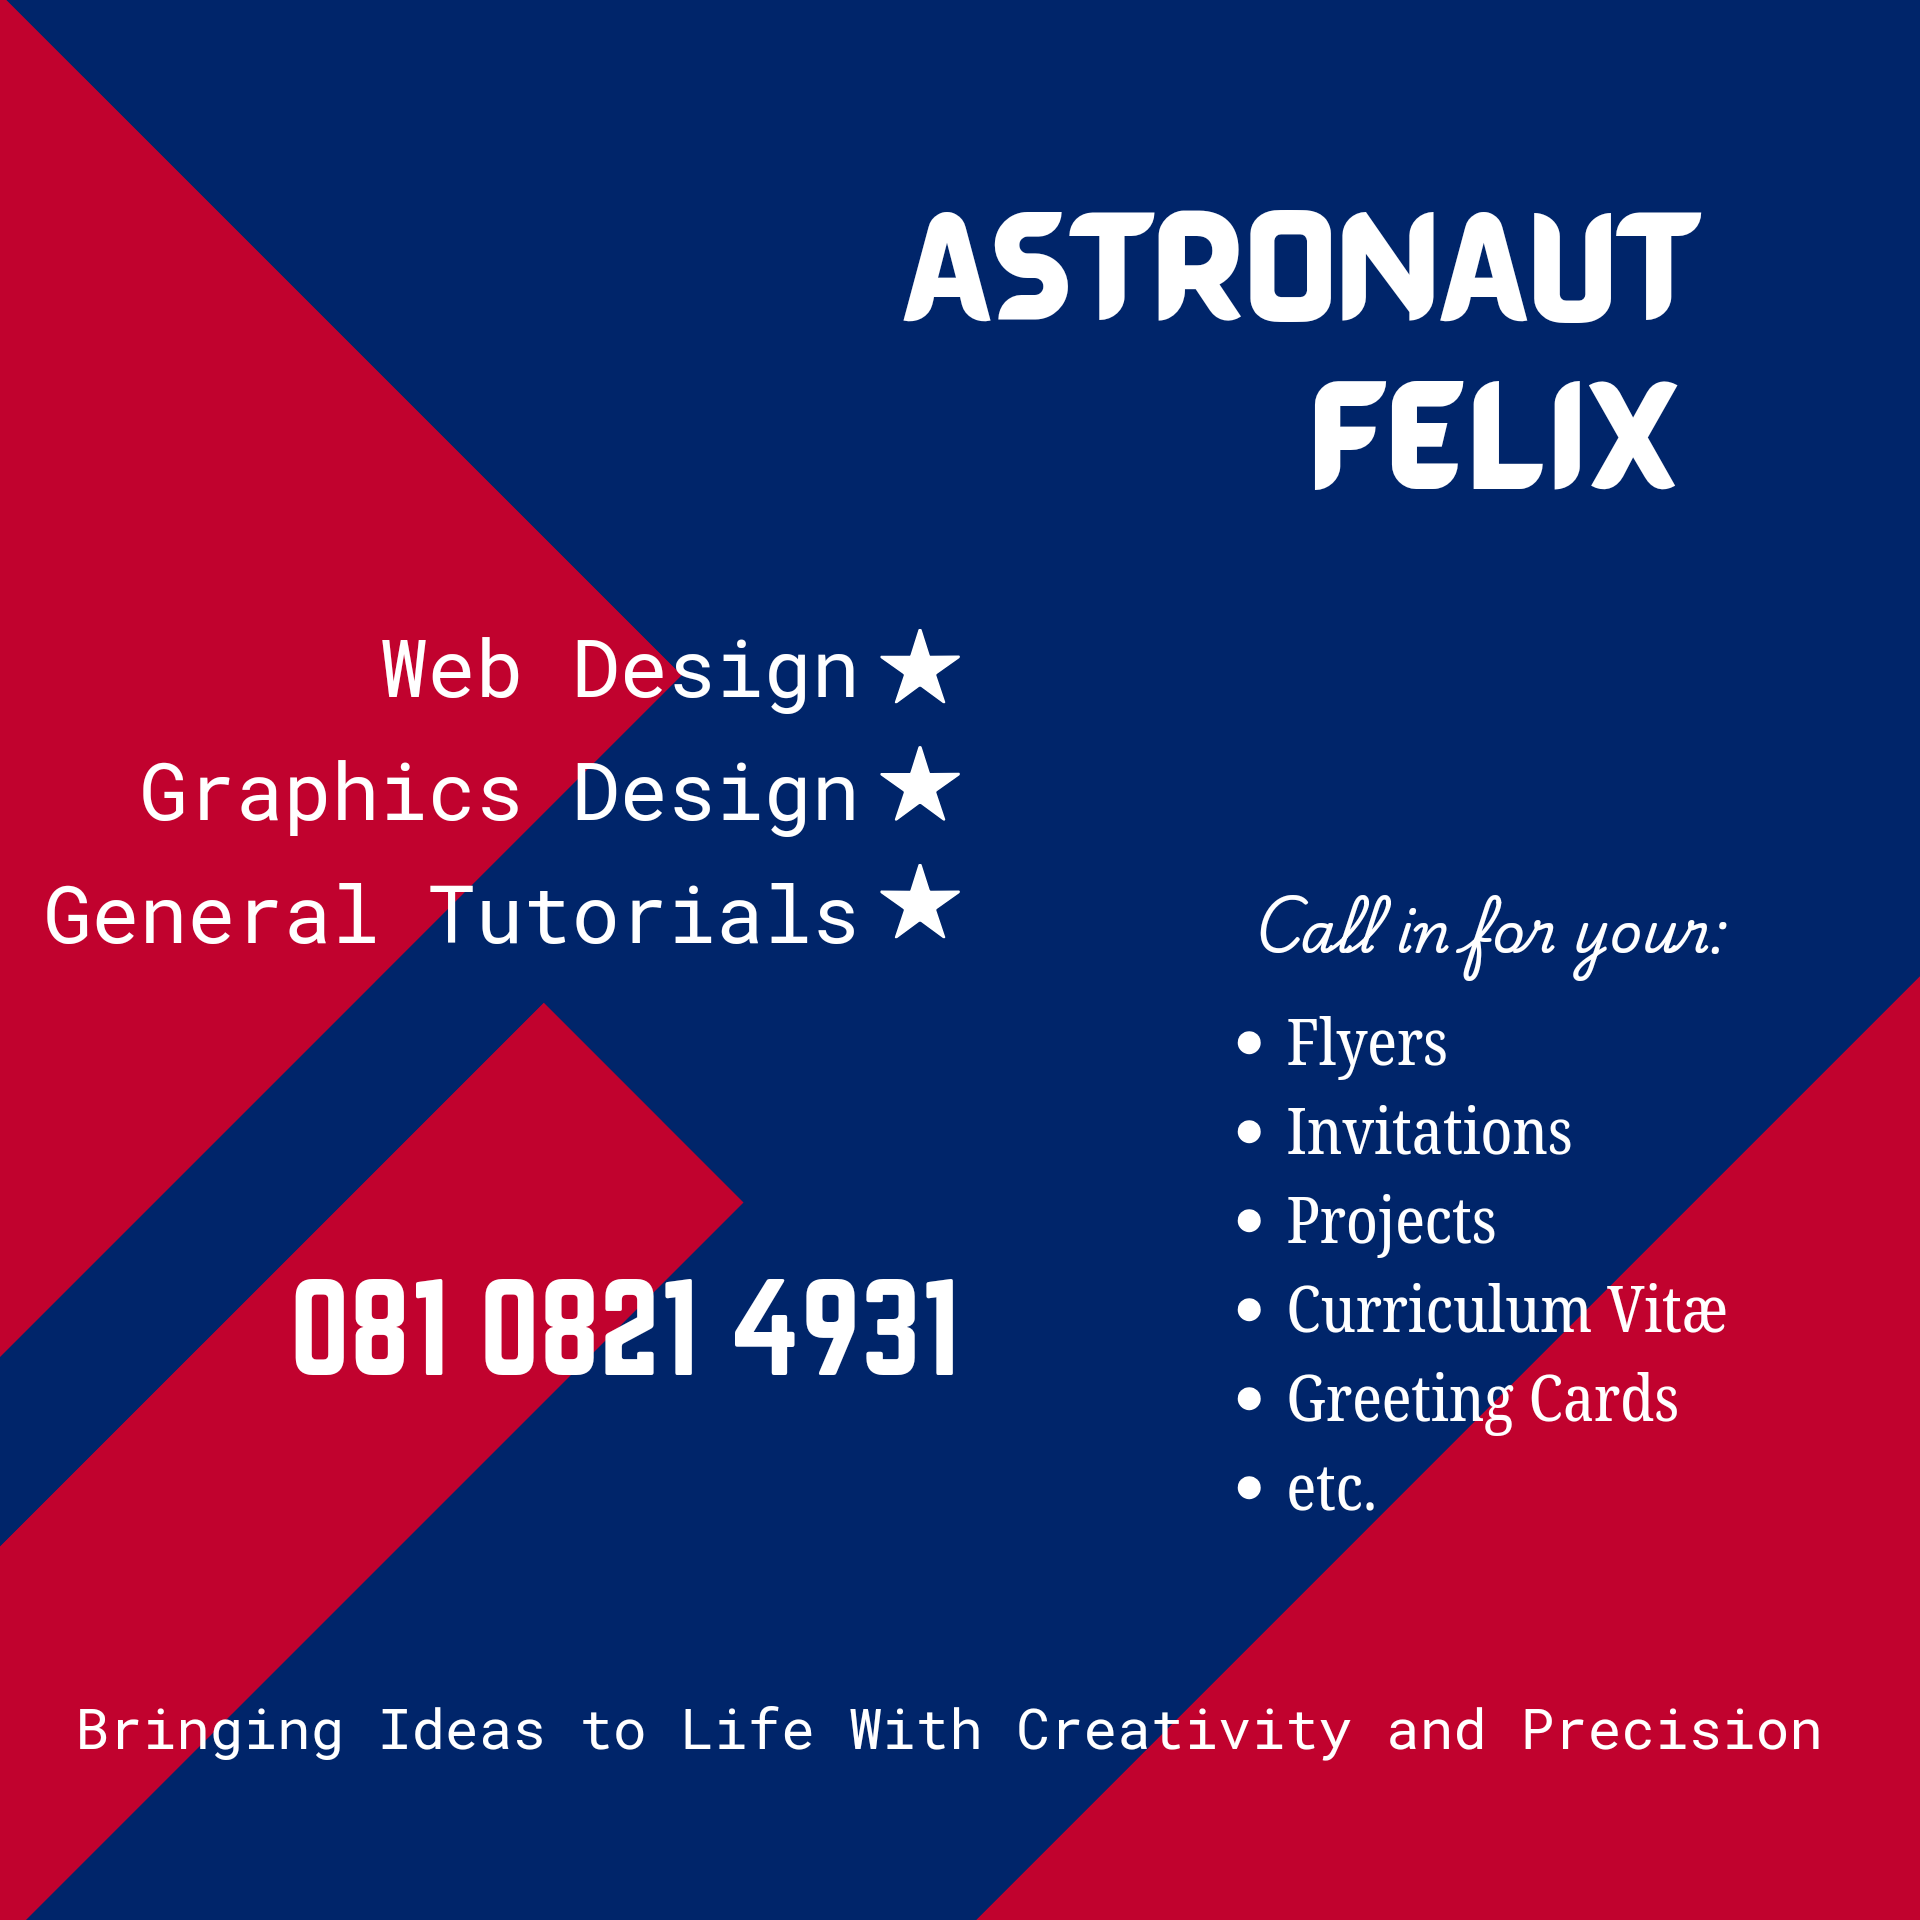 ASTRONAUT
FELIX
Web Design
Graphics Design
General Tutorials
Call in for your:
Flyers
Invitations
Projects
Curriculum Vitæ
Greeting Cards
etc.
081 0821 4931
Bringing Ideas to Life With Creativity and Precision